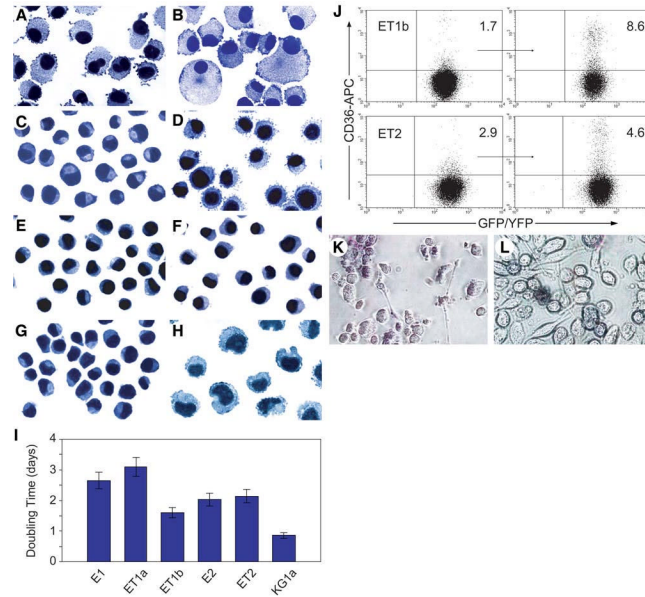 A
B
C
D
E
F
G
H
I
Doubling Time (days)
4
3
2
1
0
E1
ET1a
ET1b
E2
ET2
KG1a
J
CD36-APC
ET1b
1.7
8.6
ET2
2.9
4.6
GFP/YFP
K
L